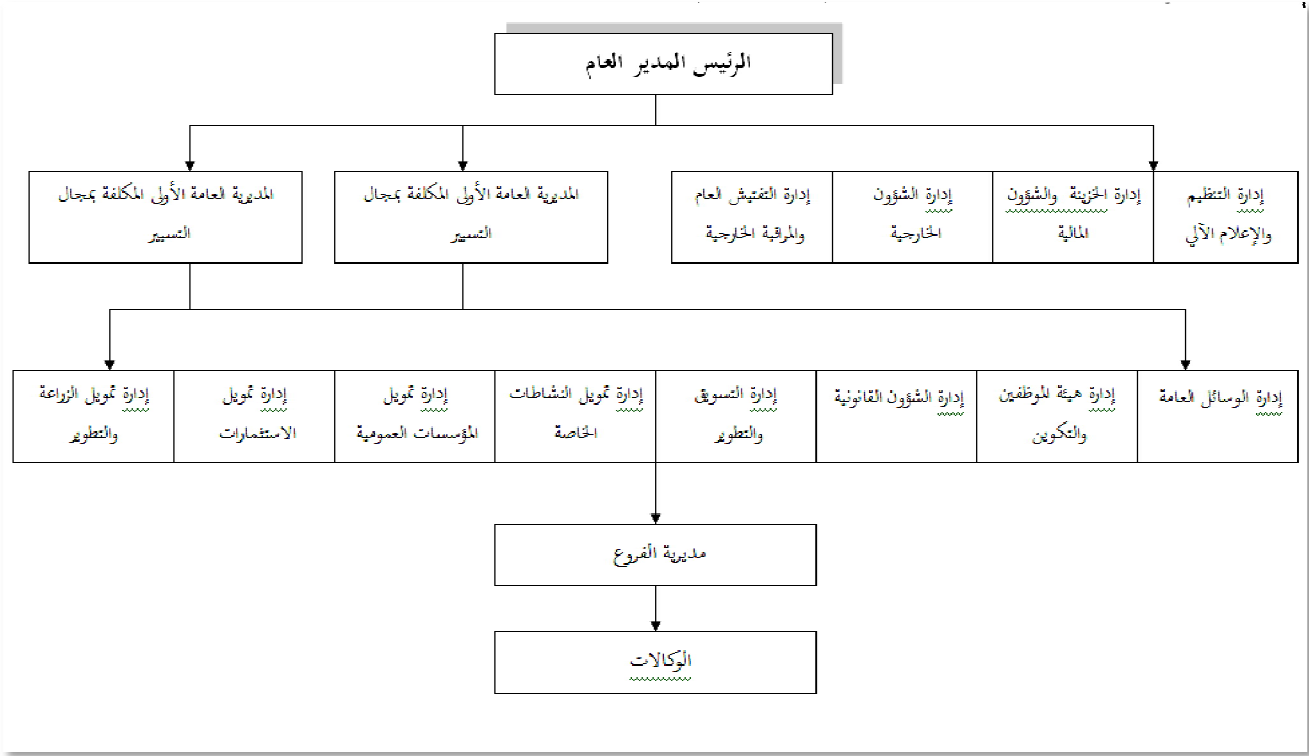 الرئيس المدير العام
إدارة التنظيم
والإعلام الآلي
إدارة الخزينة والشؤون
المالية
إدارة الشؤون
الخارجية
إدارة التفتيش العام
والمراقبة الخارجية
المديرية العامة الأولى المكلفة بمجال
التسيير
المديرية العامة الأولى المكلفة بمجال
التسيير
إدارة الوسائل العامة
إدارة هيئة الموظفين
والتكوين
إدارة الشؤون القانونية
إدارة التسويق
والتطوير
إدارة تمويل النشاطات
الخاصة
إدارة تمويل
المؤسسات العمومية
إدارة تمويل
الاستثمارات
إدارة تمويل الزراعة
والتطوير
مديرية الفروع
الوكالات